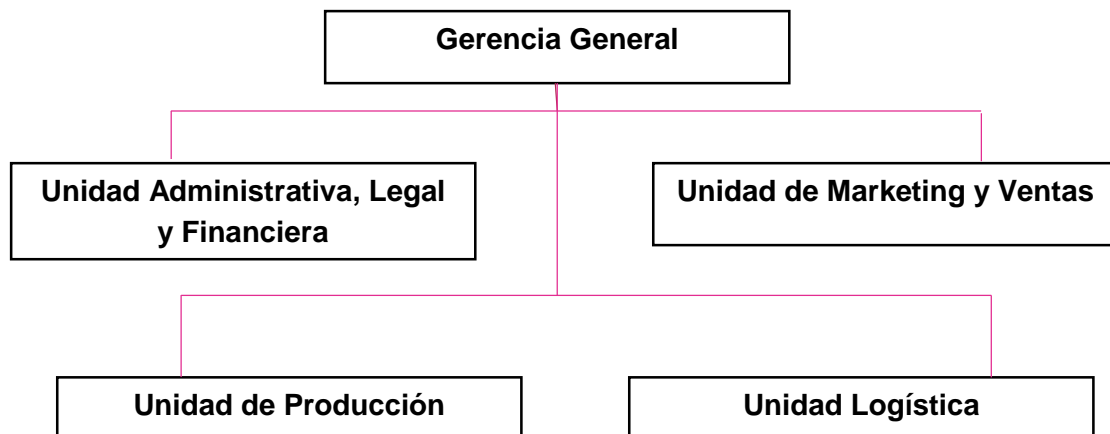 Gerencia General
Unidad Administrativa, Legal
y Financiera
Unidad de Marketing y Ventas
Unidad de Producción
Unidad Logística